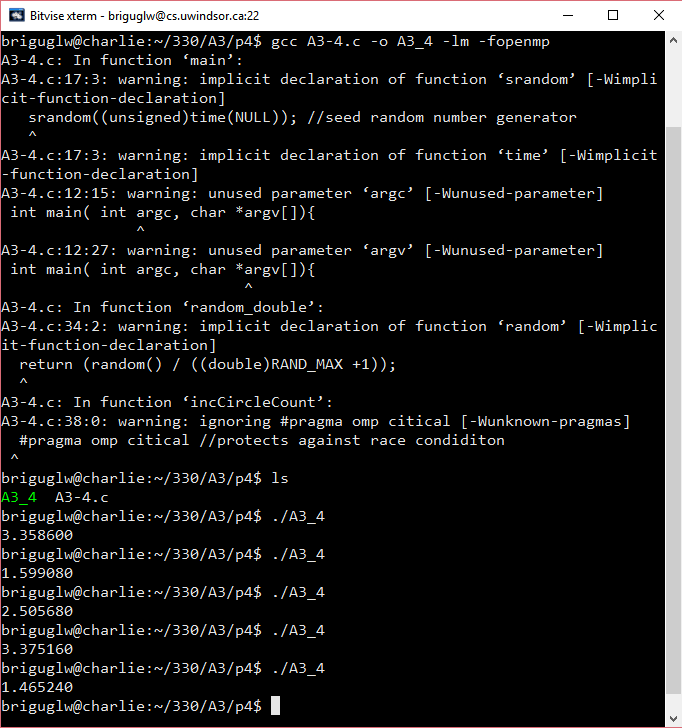 Bitvise xterm - briguglw@cs.uwindsor.ca:22
briguglw@charlie:~/330/A3/p4$ gcc A3-4.c -o A3_4 -lm -fopenmp
A3-4.c: In function ‘main’:
A3-4.c:17:3: warning: implicit declaration of function ‘srandom’ [-Wimpli
cit-function-declaration]
   srandom((unsigned)time(NULL)); //seed random number generator
   ^
A3-4.c:17:3: warning: implicit declaration of function ‘time’ [-Wimplicit
-function-declaration]
A3-4.c:12:15: warning: unused parameter ‘argc’ [-Wunused-parameter]
 int main( int argc, char *argv[]){
               ^
A3-4.c:12:27: warning: unused parameter ‘argv’ [-Wunused-parameter]
 int main( int argc, char *argv[]){
                           ^
A3-4.c: In function ‘random_double’:
A3-4.c:34:2: warning: implicit declaration of function ‘random’ [-Wimplic
it-function-declaration]
  return (random() / ((double)RAND_MAX +1));
  ^
A3-4.c: In function ‘incCircleCount’:
A3-4.c:38:0: warning: ignoring #pragma omp citical [-Wunknown-pragmas]
  #pragma omp citical //protects against race condiditon
 ^
briguglw@charlie:~/330/A3/p4$ ls
A3_4  A3-4.c
briguglw@charlie:~/330/A3/p4$ ./A3_4
3.358600
briguglw@charlie:~/330/A3/p4$ ./A3_4
1.599080
briguglw@charlie:~/330/A3/p4$ ./A3_4
2.505680
briguglw@charlie:~/330/A3/p4$ ./A3_4
3.375160
briguglw@charlie:~/330/A3/p4$ ./A3_4
1.465240
briguglw@charlie:~/330/A3/p4$